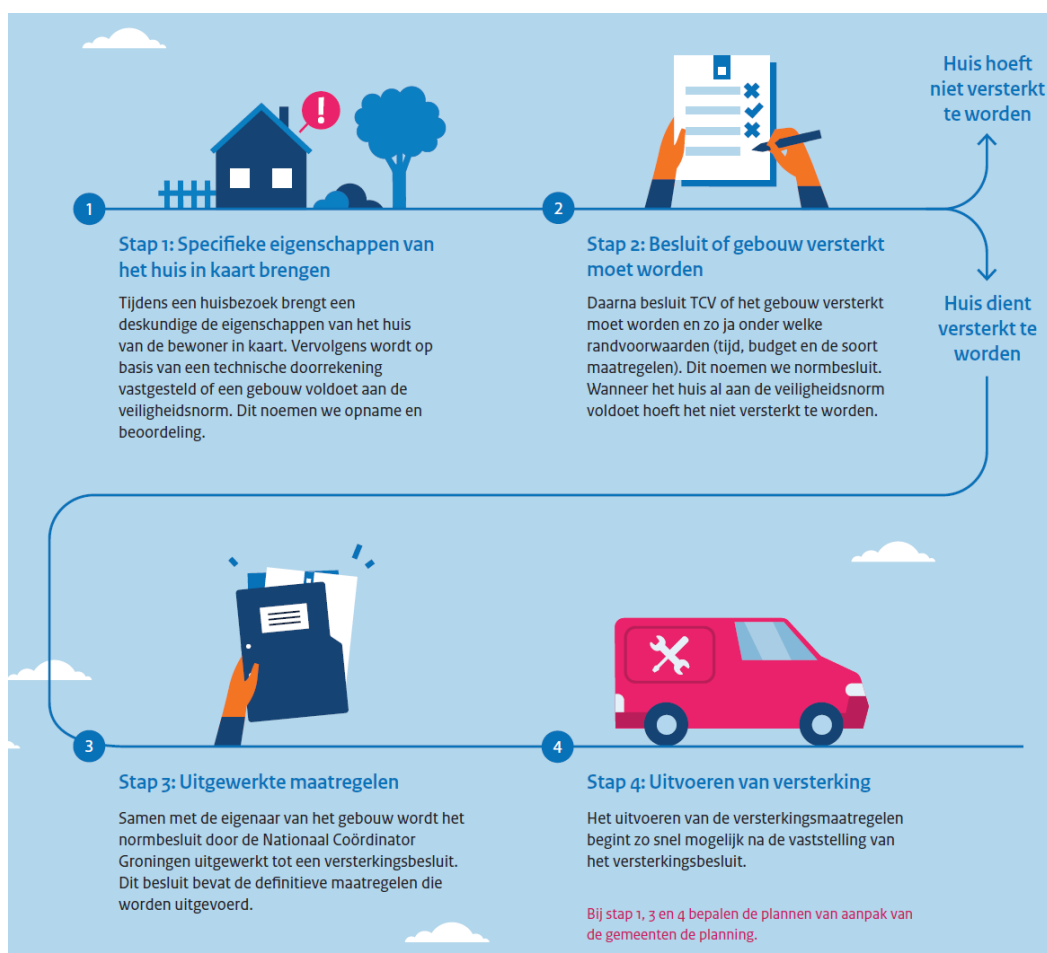 Huis hoeft
niet versterkt
te worden
!
1
2
Stap 1: Specifieke eigenschappen van
het huis in kaart brengen
Tijdens een huisbezoek brengt een
deskundige de eigenschappen van het huis
van de bewoner in kaart. Vervolgens wordt op
basis van een technische doorrekening
vastgesteld of een gebouw voldoet aan de
veiligheidsnorm. Dit noemen we opname en
beoordeling.
Stap 2: Besluit of gebouw versterkt
moet worden
Daarna besluit TCV of het gebouw versterkt
moet worden en zo ja onder welke
randvoorwaarden (tijd, budget en de soort
maatregelen). Dit noemen we normbesluit.
Wanneer het huis al aan de veiligheidsnorm
voldoet hoeft het niet versterkt te worden.
Huis dient
versterkt te
worden
3
4
Stap 3: Uitgewerkte maatregelen
Samen met de eigenaar van het gebouw wordt het
normbesluit door de Nationaal Coördinator
Groningen uitgewerkt tot een versterkingsbesluit.
Dit besluit bevat de definitieve maatregelen die
worden uitgevoerd.
Stap 4: Uitvoeren van versterking
Het uitvoeren van de versterkingsmaatregelen
begint zo snel mogelijk na de vaststelling van
het versterkingsbesluit.
Bij stap 1, 3 en 4 bepalen de plannen van aanpak van
de gemeenten de planning.